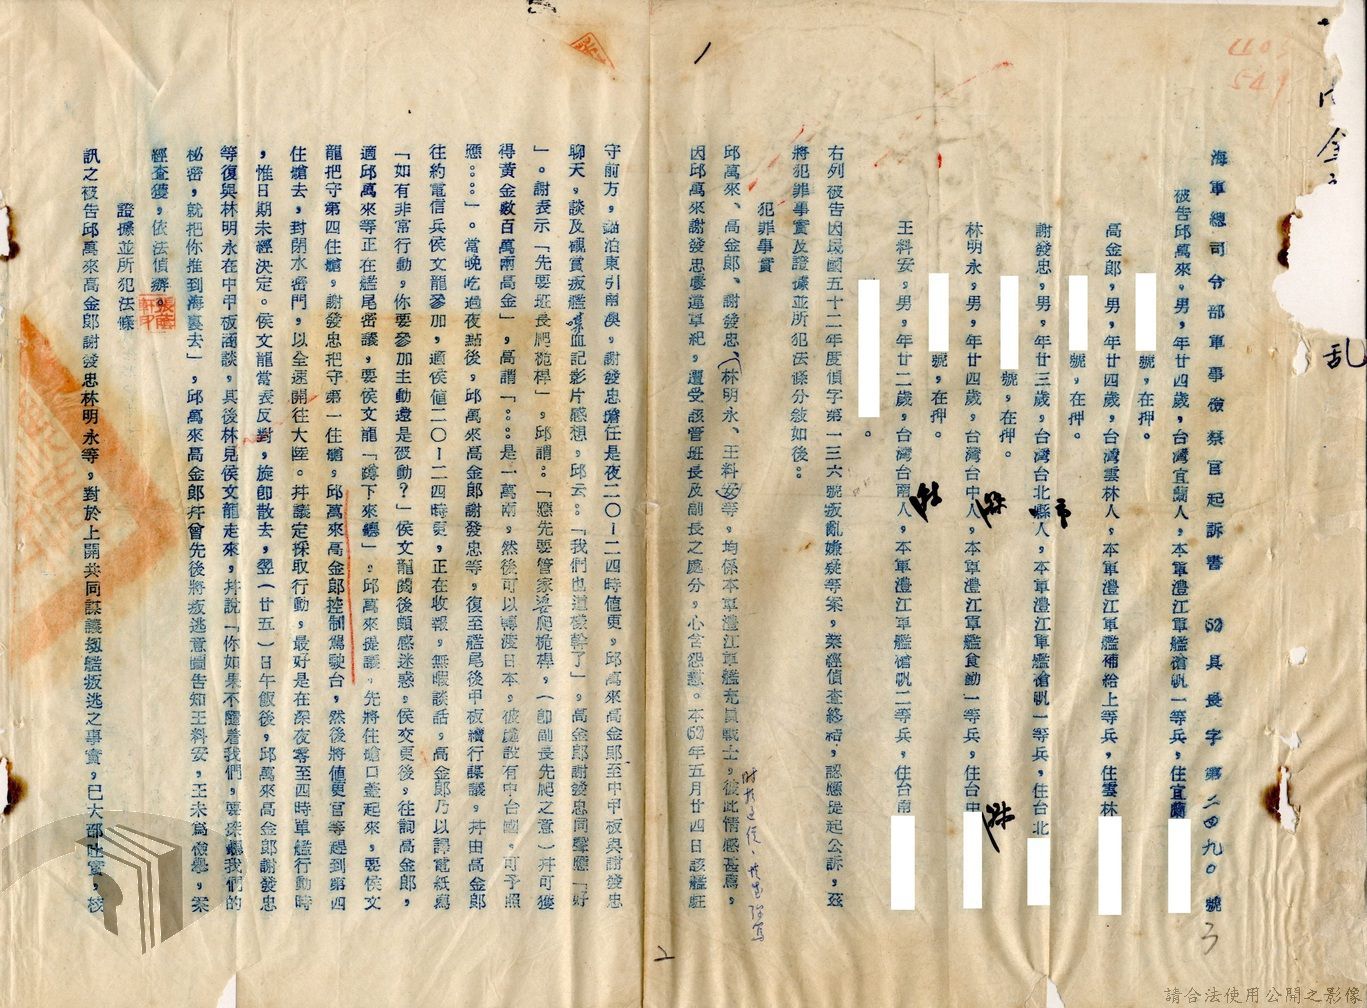 海軍總司令部軍事檢察官起訴書 (52)具長字第二四九〇號
被告邱萬來,男,年廿四歲,台灣宜蘭人,本軍澧江軍艦艙帆一等兵,住宜蘭
號,在押。
高金郎,男,年廿四歲,台灣雲林人,本軍澧江軍艦補給上等兵,住雲林
號,在押。
謝發忠,男,年廿三歲,台灣台北縣人,本軍澧江軍艦艙帆一等兵,住台北
號,在押。
林明永,男,年廿四歲,台灣台中人,本軍澧江軍艦食勤一等兵,住台中
號,在押。
王料安,男,年廿二歲,台灣台南人,本軍澧江軍艦艙帆二等兵,住台南
。
右列被告因民國五十二年度偵字第一三六號叛亂嫌疑等案,業經偵查終結,認應提起公訴,茲
將犯罪事實及證據並所犯法條分敘如後:
犯罪事實
邱萬來、高金郎、謝發忠、林明永、王料安等,均係本軍澧江軍艦充員戰士,彼此情感甚篤,
因邱萬來謝發忠屢違軍紀,遭受該管班長及副長之處分,心含怨懟。本(52)年五月廿四日該艦駐
守前方,錨泊東引南澳,謝發忠擔任是夜二〇-二四時值更,邱萬來高金郎至中甲板與謝發忠
聊天,談及觀賞叛艦喋血記影片感想,邱云:「我們也這樣幹了」,高金郎謝發忠同聲應「好
」。謝表示「先要班長爬桅桿」,邱謂:「應先要管家婆爬桅桿,(即副長先爬之意)幷可獲
得黃金數百萬兩高金」,高謂「:::是一萬兩,然後可以轉渡日本,彼處設有中台國,可予照
應:::」。當晚吃過夜點後,邱萬來高金郎謝發忠等,復至艦尾後甲板續行謀議,幷由高金郎
往約電信兵侯文龍參加,適侯值二〇-二四時更,正在收報,無暇談話,高金郎乃以譯電紙寫
「如有非常行動,你要參加主動還是被動?」侯文龍閱後頗感迷惑。侯交更後,往詢高金郎,
適邱萬來等正在艦尾密議,要侯文龍「蹲下來聽」,邱萬來提議,先將住艙口蓋起來,要侯文
龍把守第四住艙,謝發忠把守第一住艙,邱萬來高金郎控制駕駛台,然後將值更官等趕到第四
住艙去,封閉水密門,以全速開往大陸。幷議定採取行動,最好是在深夜零至四時單艦行動時
,惟日期未經決定。侯文龍當表反對,旋即散去,翌(廿五)日午飯後,邱萬來高金郎謝發忠
等復與林明永在中甲板商談,其後林見侯文龍走來,幷說「你如果不隨着我們,要保這我們的
秘密,就把你推到海裏去」,邱萬來高金郎幷曾先後將叛逃意圖告知王料安,王未為檢舉,案
經查獲,依法偵辦。
證據並所犯法條
訊之被告邱萬來高金郎謝發忠林明永等,對於上開共同謀議刼艦叛逃之事實,已大部吐實,核
亂
1
2
請合法使用公開之影像